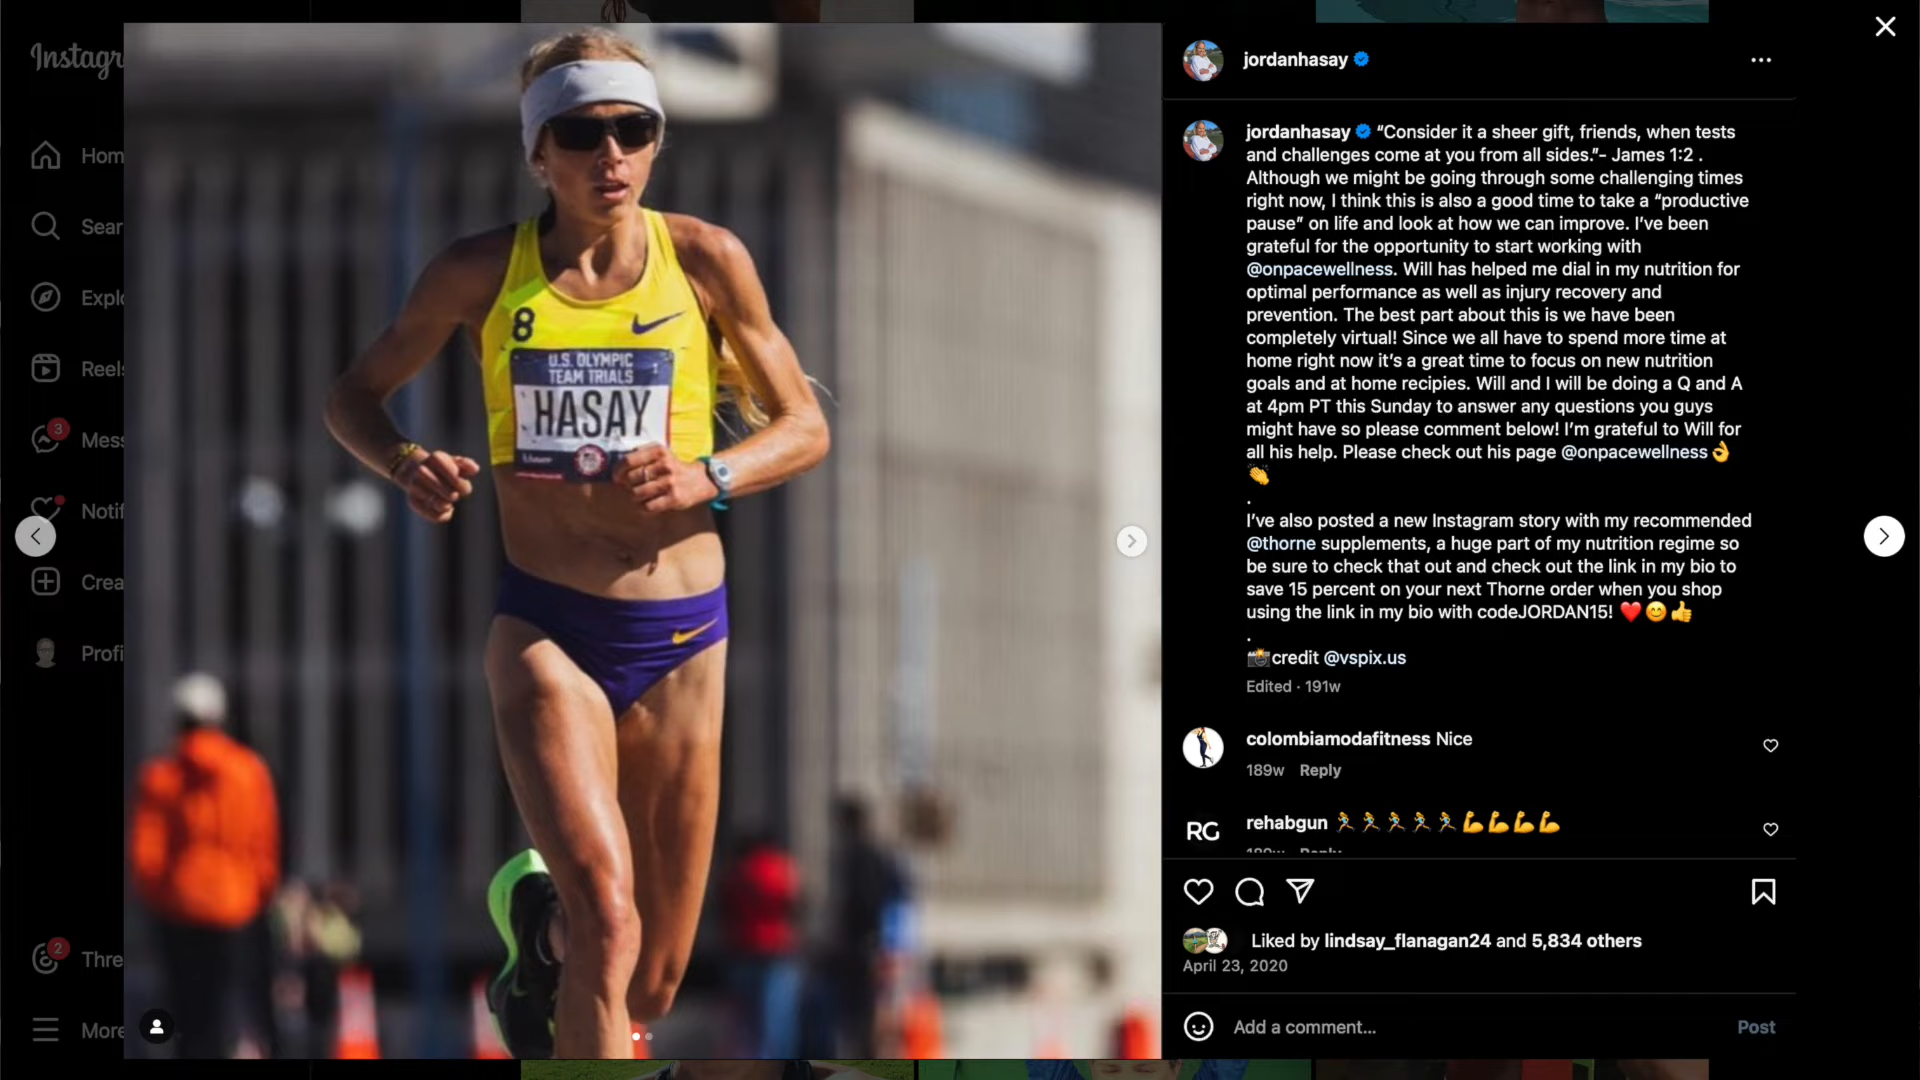 Instagr
Hom
Sear
Explo
Reels
3
Mess
Notif
Crea
Profi
2
Thre
More
8
U.S. OLYMPIC
TEAM TRIALS
HASAY
jordanhasay
jordanhasay “Consider it a sheer gift, friends, when tests
and challenges come at you from all sides.”- James 1:2 .
Although we might be going through some challenging times
right now, I think this is also a good time to take a “productive
pause” on life and look at how we can improve. I’ve been
grateful for the opportunity to start working with
@onpacewellness. Will has helped me dial in my nutrition for
optimal performance as well as injury recovery and
prevention. The best part about this is we have been
completely virtual! Since we all have to spend more time at
home right now it’s a great time to focus on new nutrition
goals and at home recipies. Will and I will be doing a Q and A
at 4pm PT this Sunday to answer any questions you guys
might have so please comment below! I’m grateful to Will for
all his help. Please check out his page @onpacewellness👌
👏
.
I’ve also posted a new Instagram story with my recommended
@thorne supplements, a huge part of my nutrition regime so
be sure to check that out and check out the link in my bio to
save 15 percent on your next Thorne order when you shop
using the link in my bio with codeJORDAN15! ❤️😊👍
.
📸credit @vspix.us
Edited · 191w
colombiamodafitness Nice
189w Reply
RG
rehabgun 🏃🏃🏃🏃🏃💪💪💪💪
189w Reply
Liked by lindsay_flanagan24 and 5,834 others
April 23, 2020
Add a comment...
Post